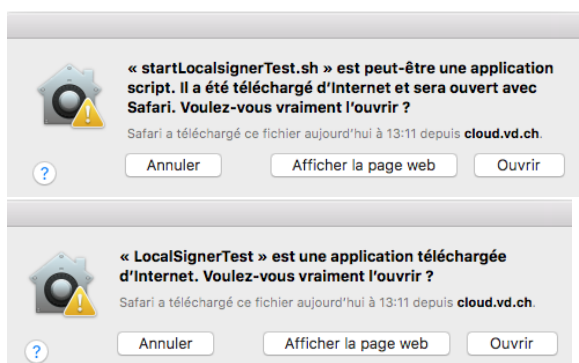 « startLocalsignerTest.sh » est peut-être une application
script. Il a été téléchargé d'Internet et sera ouvert avec
Safari. Voulez-vous vraiment l'ouvrir ?
Safari a téléchargé ce fichier aujourd'hui à 13:11 depuis cloud.vd.ch.
? Annuler Afficher la page web Ouvrir
« LocalSignerTest » est une application téléchargée
d'Internet. Voulez-vous vraiment l'ouvrir ?
Safari a téléchargé ce fichier aujourd'hui à 13:11 depuis cloud.vd.ch.
? Annuler Afficher la page web Ouvrir